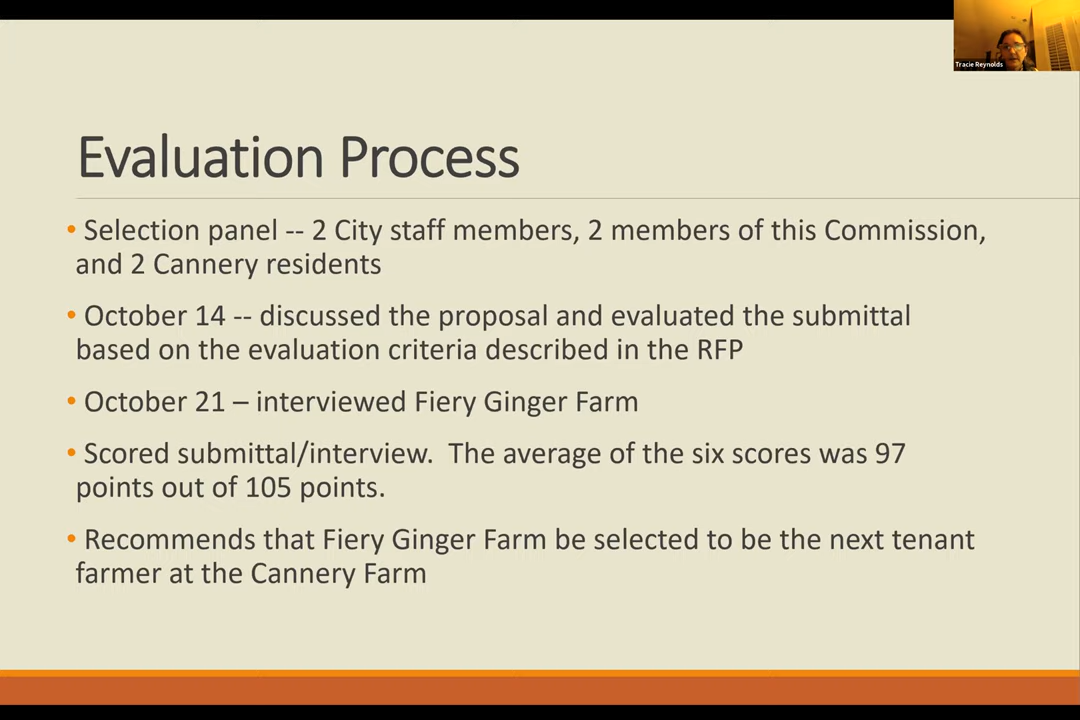 Tracie Reynolds
Evaluation Process
• Selection panel -- 2 City staff members, 2 members of this Commission,
and 2 Cannery residents
• October 14 -- discussed the proposal and evaluated the submittal
based on the evaluation criteria described in the RFP
• October 21 – interviewed Fiery Ginger Farm
• Scored submittal/interview.  The average of the six scores was 97
points out of 105 points.
• Recommends that Fiery Ginger Farm be selected to be the next tenant
farmer at the Cannery Farm